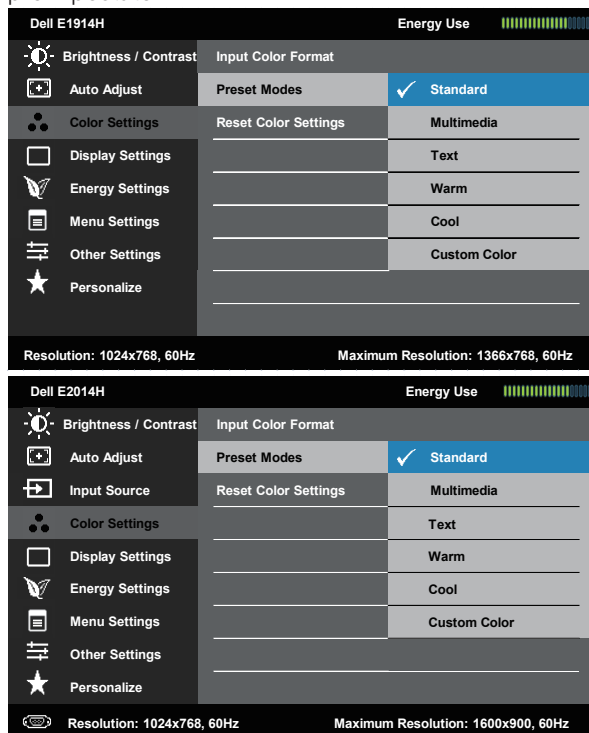 Dell E1914H Energy Use
Brightness / Contrast Input Color Format
Auto Adjust Preset Modes Standard
Color Settings Reset Color Settings Multimedia
Display Settings Text
Energy Settings Warm
Menu Settings Cool
Other Settings Custom Color
Personalize
Resolution: 1024x768, 60Hz Maximum Resolution: 1366x768, 60Hz
Dell E2014H Energy Use
Brightness / Contrast Input Color Format
Auto Adjust Preset Modes Standard
Input Source Reset Color Settings Multimedia
Color Settings Text
Display Settings Warm
Energy Settings Cool
Menu Settings Custom Color
Other Settings
Personalize
Resolution: 1024x768, 60Hz Maximum Resolution: 1600x900, 60Hz